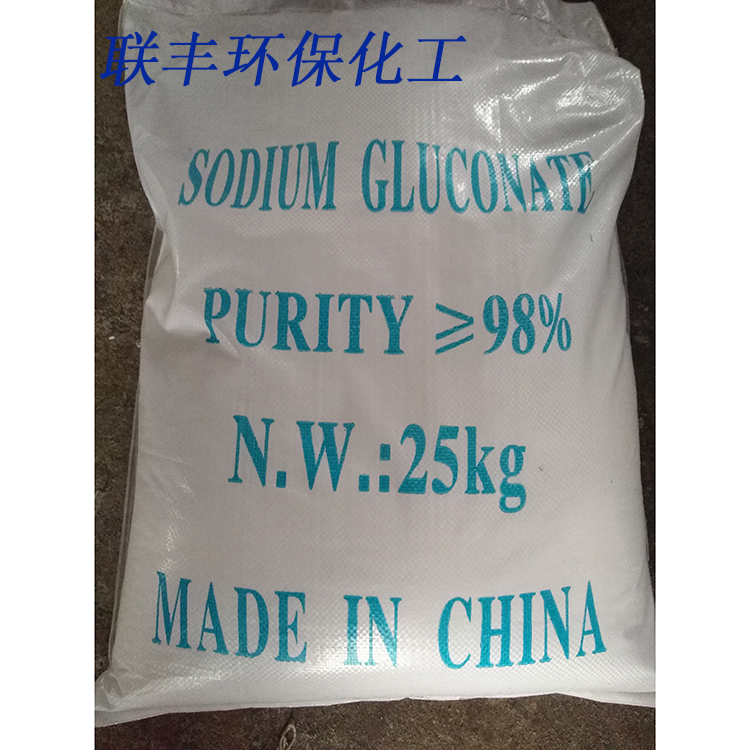 联丰环保化工
SODIUM GLUCONATE
PURITY ≥98%
N.W.:25kg
MADE IN CHINA